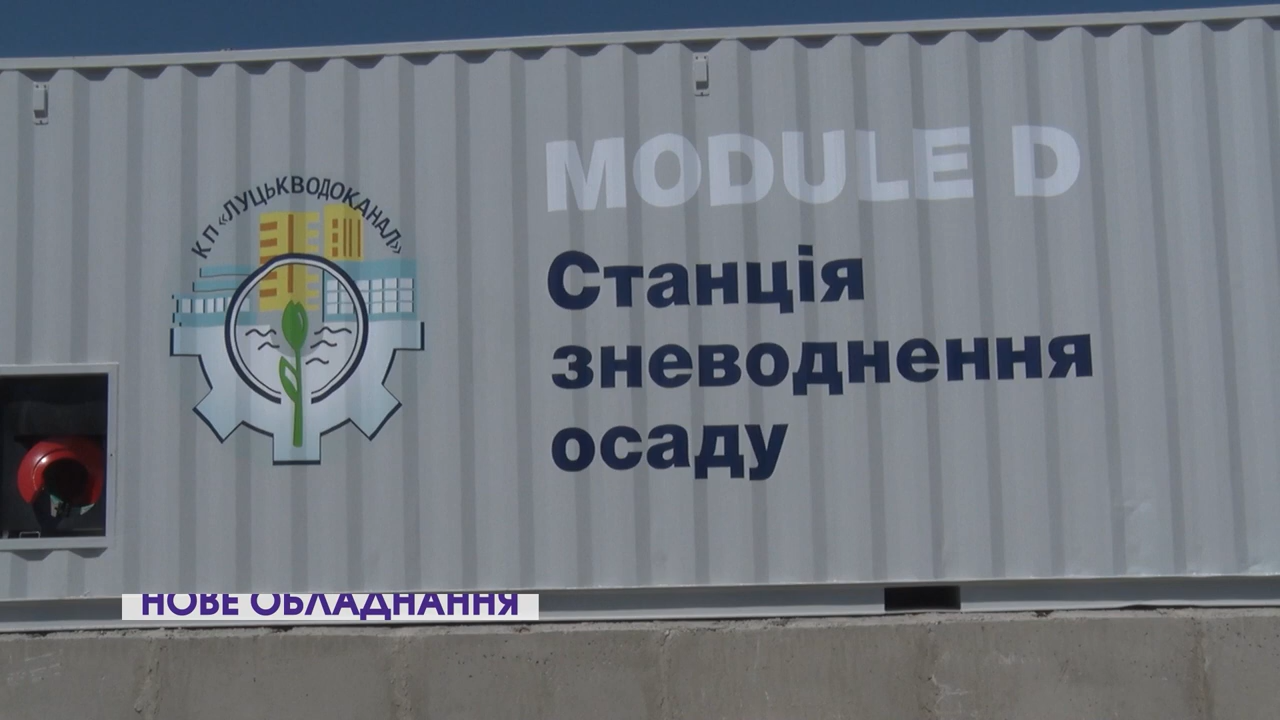 КП «ЛУЦЬКВОДОКАНАЛ»
MODULE D
Станція
зневоднення
осаду
НОВЕ ОБЛАДНАННЯ